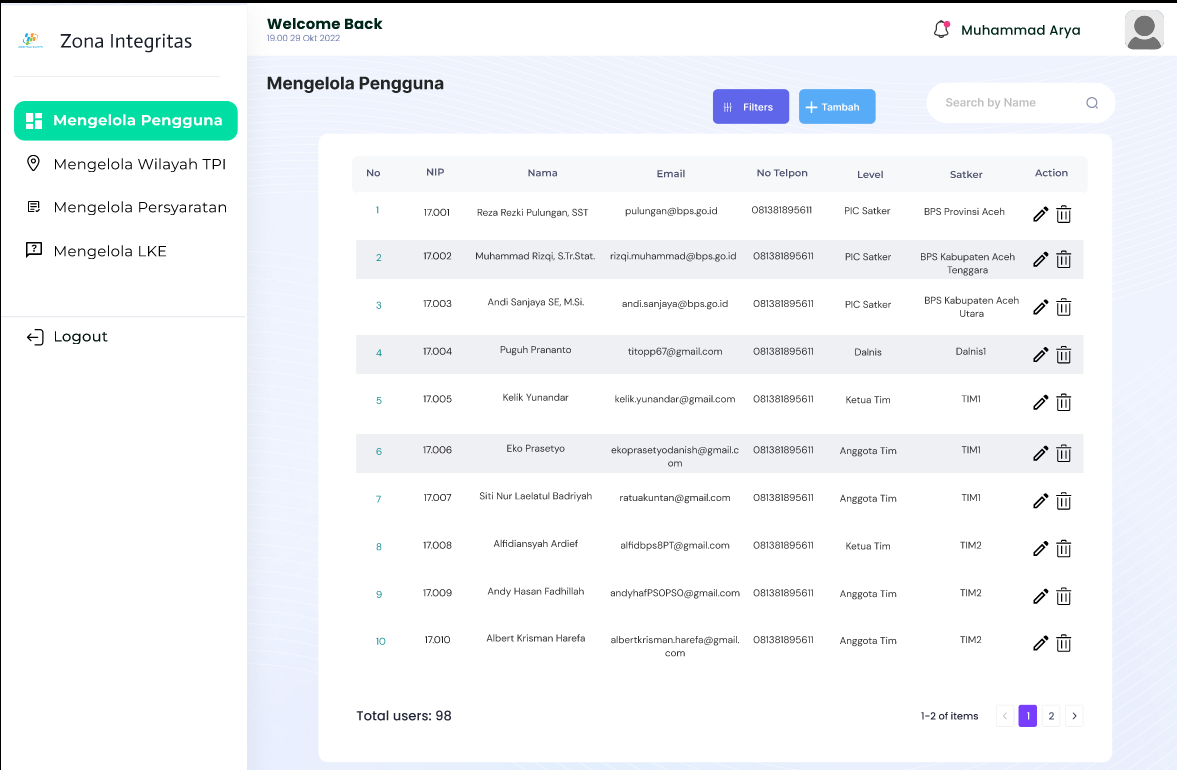 Zona Integritas
Mengelola Pengguna
Mengelola Wilayah TPI
Mengelola Persyaratan
Mengelola LKE
Logout
Welcome Back
19.00 29 Okt 2022
Muhammad Arya
Mengelola Pengguna
Filters
Tambah
Search by Name
No NIP Nama Email No Telpon Level Satker Action
1 17.001 Reza Rezki Pulungan, SST pulungan@bps.go.id 081381895611 PIC Satker BPS Provinsi Aceh
2 17.002 Muhammad Rizqi, S.Tr.Stat. rizqi.muhammad@bps.go.id 081381895611 PIC Satker BPS Kabupaten Aceh
Tenggara
3 17.003 Andi Sanjaya SE, M.Si. andi.sanjaya@bps.go.id 081381895611 PIC Satker BPS Kabupaten Aceh
Utara
4 17.004 Puguh Prananto titopp67@gmail.com 081381895611 Dalnis Dalnis1
5 17.005 Kelik Yunandar kelik.yunandar@gmail.com 081381895611 Ketua Tim TIM1
6 17.006 Eko Prasetyo ekoprasetyodanish@gmail.c 081381895611 Anggota Tim TIM1
om
7 17.007 Siti Nur Laelatul Badriyah ratuakuntan@gmail.com 081381895611 Anggota Tim TIM1
8 17.008 Alfidiansyah Ardief alfidbps8PT@gmail.com 081381895611 Ketua Tim TIM2
9 17.009 Andy Hasan Fadhillah andyhafPSOPSO@gmail.com 081381895611 Anggota Tim TIM2
10 17.010 Albert Krisman Harefa albertkrisman.harefa@gmail. 081381895611 Anggota Tim TIM2
com
Total users: 98
1-2 of items
< 1 2 >